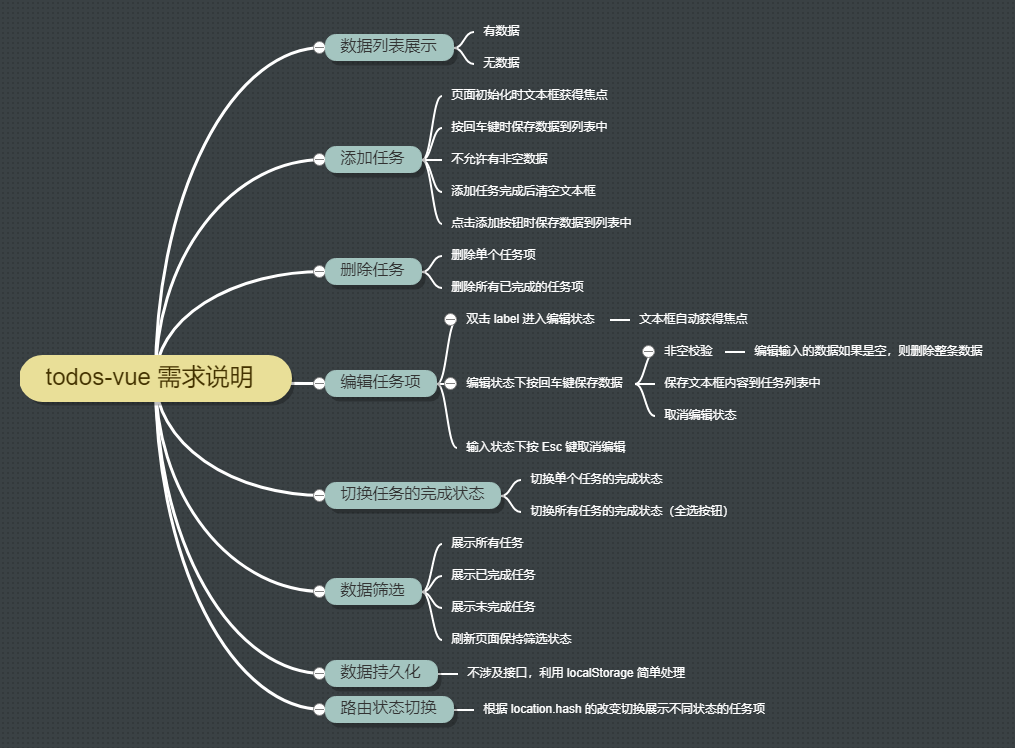 todos-vue 需求说明
数据列表展示
有数据
无数据
添加任务
页面初始化时文本框获得焦点
按回车键时保存数据到列表中
不允许有非空数据
添加任务完成后清空文本框
点击添加按钮时保存数据到列表中
删除任务
删除单个任务项
删除所有已完成的任务项
编辑任务项
双击 label 进入编辑状态
文本框自动获得焦点
编辑状态下按回车键保存数据
非空校验
编辑输入的数据如果是空，则删除整条数据
保存文本框内容到任务列表中
取消编辑状态
输入状态下按 Esc 键取消编辑
切换任务的完成状态
切换单个任务的完成状态
切换所有任务的完成状态（全选按钮）
数据筛选
展示所有任务
展示已完成任务
展示未完成任务
刷新页面保持筛选状态
数据持久化
不涉及接口，利用 localStorage 简单处理
路由状态切换
根据 location.hash 的改变切换展示不同状态的任务项